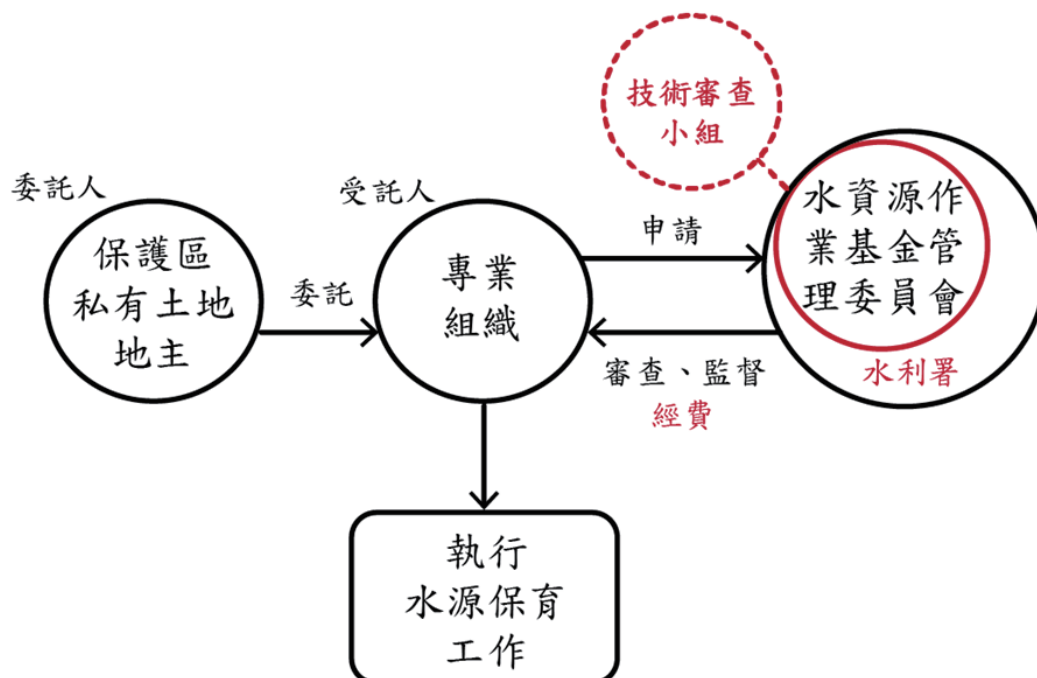 委託人
保護區
私有土地
地主
委託
受託人
專業
組織
申請
審查、監督
經費
技術審查
小組
水資源作
業基金管
理委員會
水利署
執行
水源保育
工作